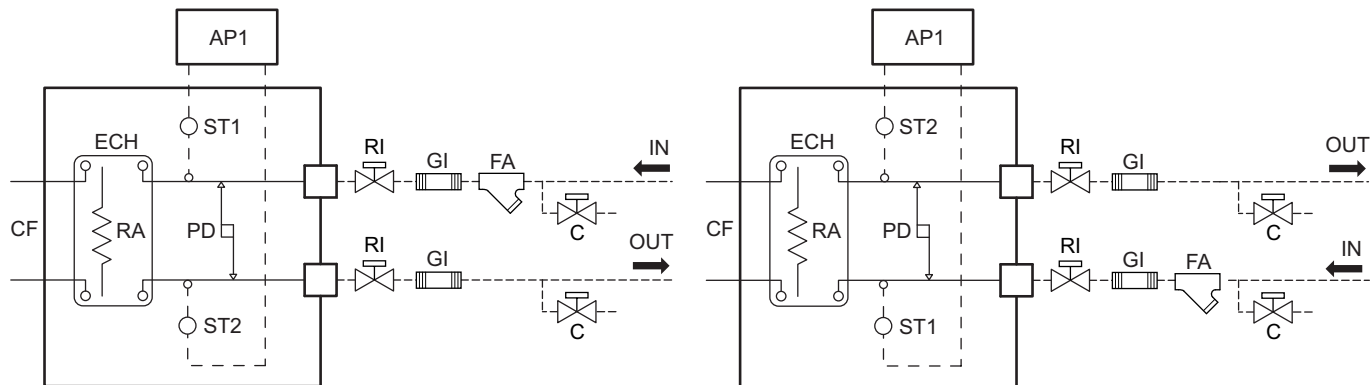 AP1
ST1
ECH
RI
GI
FA
IN
CF
RA
PD
C
RI
GI
OUT
ST2
C
AP1
ST2
ECH
RI
GI
OUT
CF
RA
PD
C
RI
GI
FA
IN
ST1
C